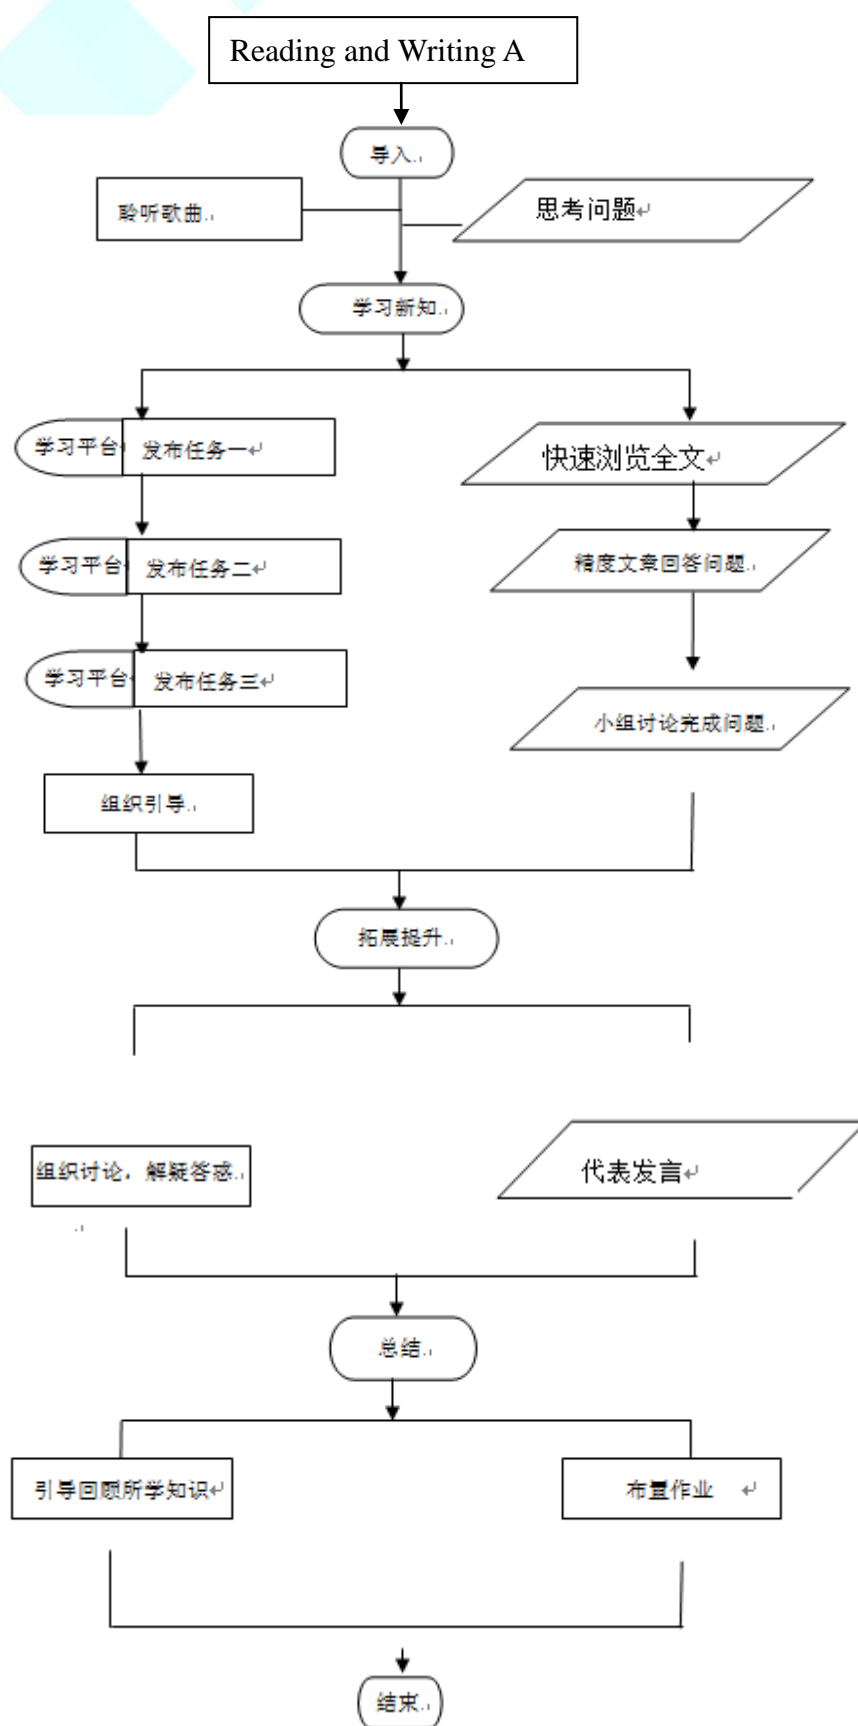 Reading and Writing A
导入
聆听歌曲
思考问题
学习新知
学习平台
发布任务一
快速浏览全文
学习平台
发布任务二
精度文章回答问题
学习平台
发布任务三
小组讨论完成问题
组织引导
拓展提升
组织讨论，解疑答惑
代表发言
总结
引导回顾所学知识
布置作业
结束